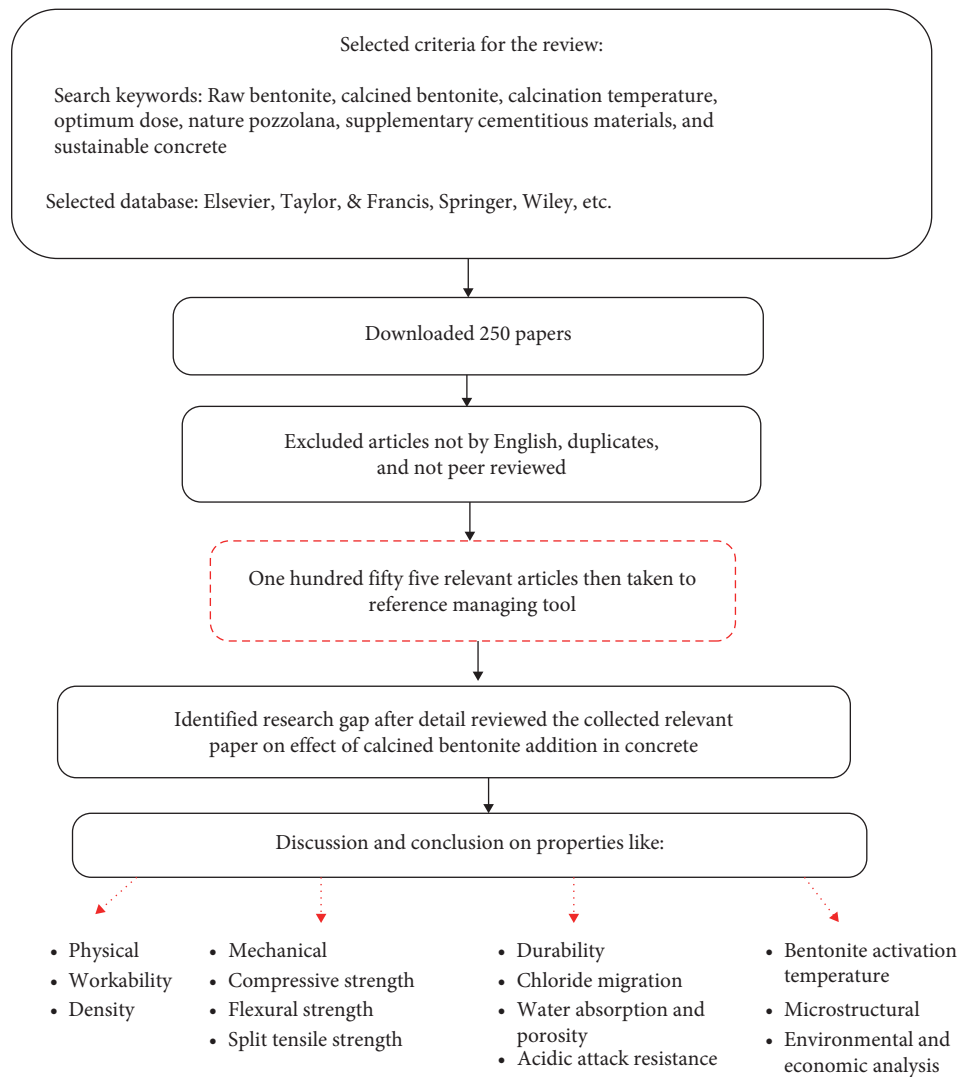 Selected criteria for the review:
Search keywords: Raw bentonite, calcined bentonite, calcination temperature,
optimum dose, nature pozzolana, supplementary cementitious materials, and
sustainable concrete
Selected database: Elsevier, Taylor, & Francis, Springer, Wiley, etc.
Downloaded 250 papers
Excluded articles not by English, duplicates,
and not peer reviewed
One hundred fifty five relevant articles then taken to
reference managing tool
Identified research gap after detail reviewed the collected relevant
paper on effect of calcined bentonite addition in concrete
Discussion and conclusion on properties like:
• Physical
• Workability
• Density
• Mechanical
• Compressive strength
• Flexural strength
• Split tensile strength
• Durability
• Chloride migration
• Water absorption and
porosity
• Acidic attack resistance
• Bentonite activation
temperature
• Microstructural
• Environmental and
economic analysis